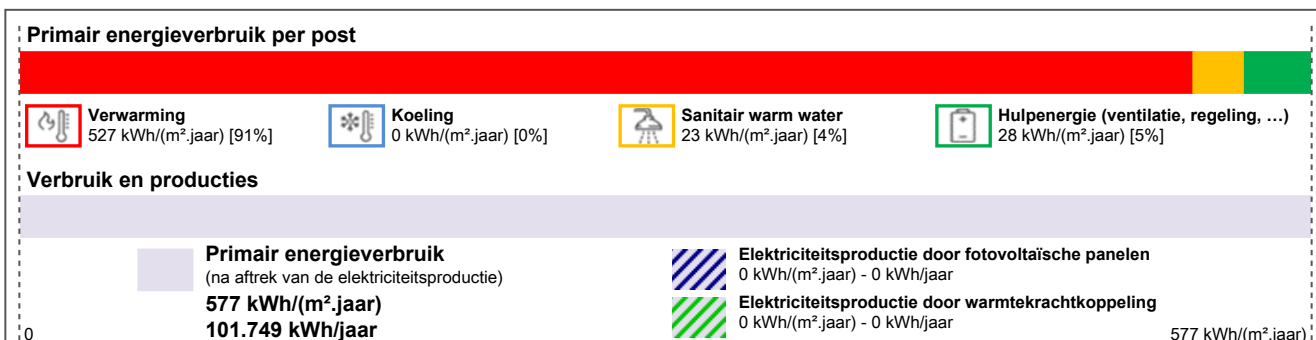 Primair energieverbruik per post
Verwarming
527 kWh/(m².jaar) [91%]
Koeling
0 kWh/(m².jaar) [0%]
Sanitair warm water
23 kWh/(m².jaar) [4%]
Hulpenergie (ventilatie, regeling, …)
28 kWh/(m².jaar) [5%]
Verbruik en producties
Primair energieverbruik
(na aftrek van de elektriciteitsproductie)
577 kWh/(m².jaar)
101.749 kWh/jaar
Elektriciteitsproductie door fotovoltaïsche panelen
0 kWh/(m².jaar) - 0 kWh/jaar
Elektriciteitsproductie door warmtekrachtkoppeling
0 kWh/(m².jaar) - 0 kWh/jaar
0
577 kWh/(m².jaar)